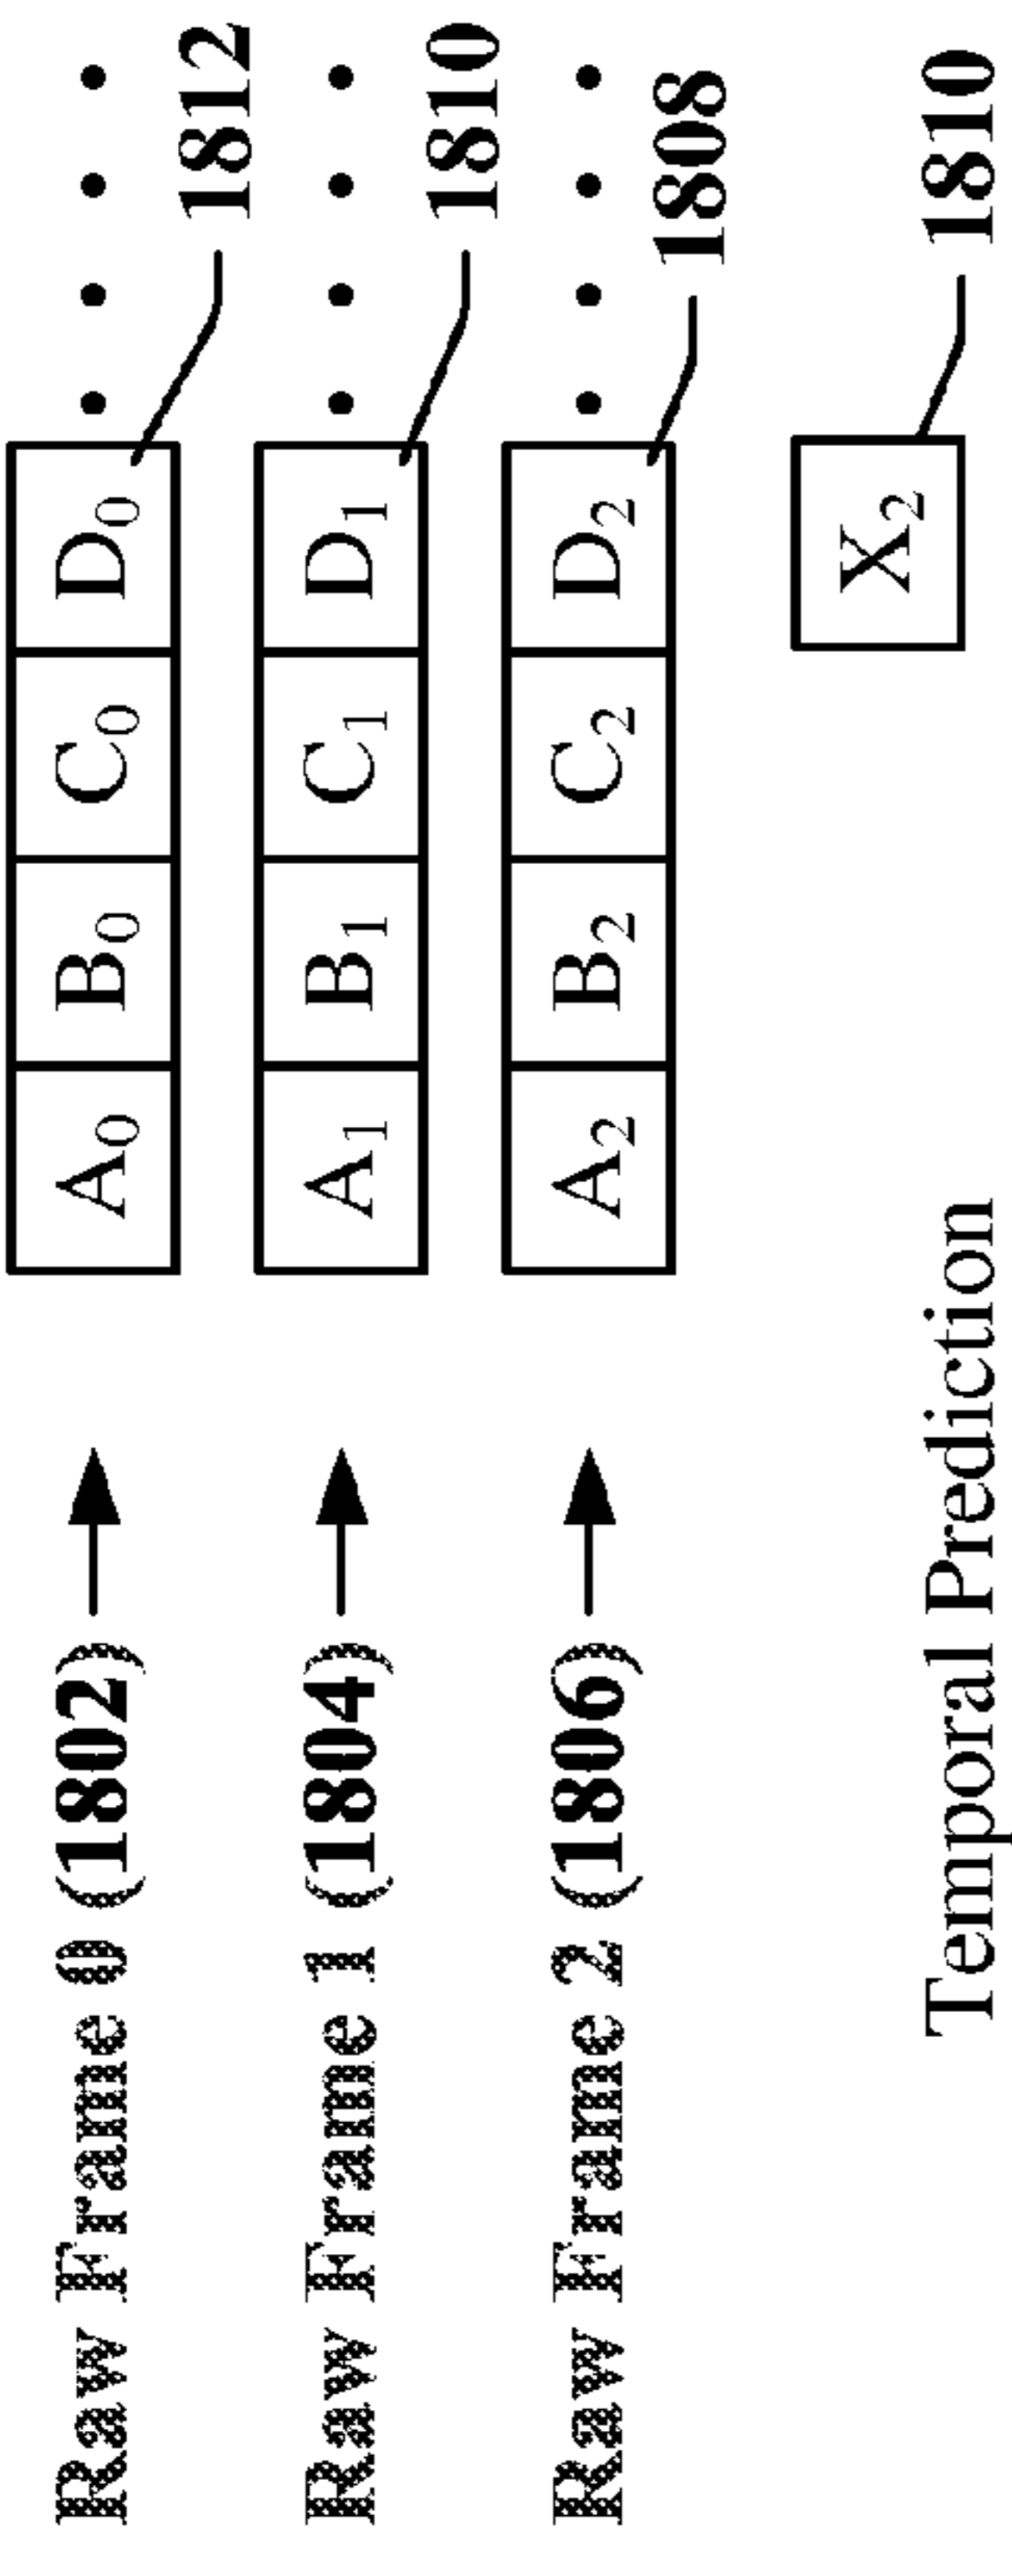 Raw Frame 0 (1802) A₀ B₀ C₀ D₀
1812
Raw Frame 1 (1804) A₁ B₁ C₁ D₁
1810
Raw Frame 2 (1806) A₂ B₂ C₂ D₂
1808
X₂
Temporal Prediction 1810